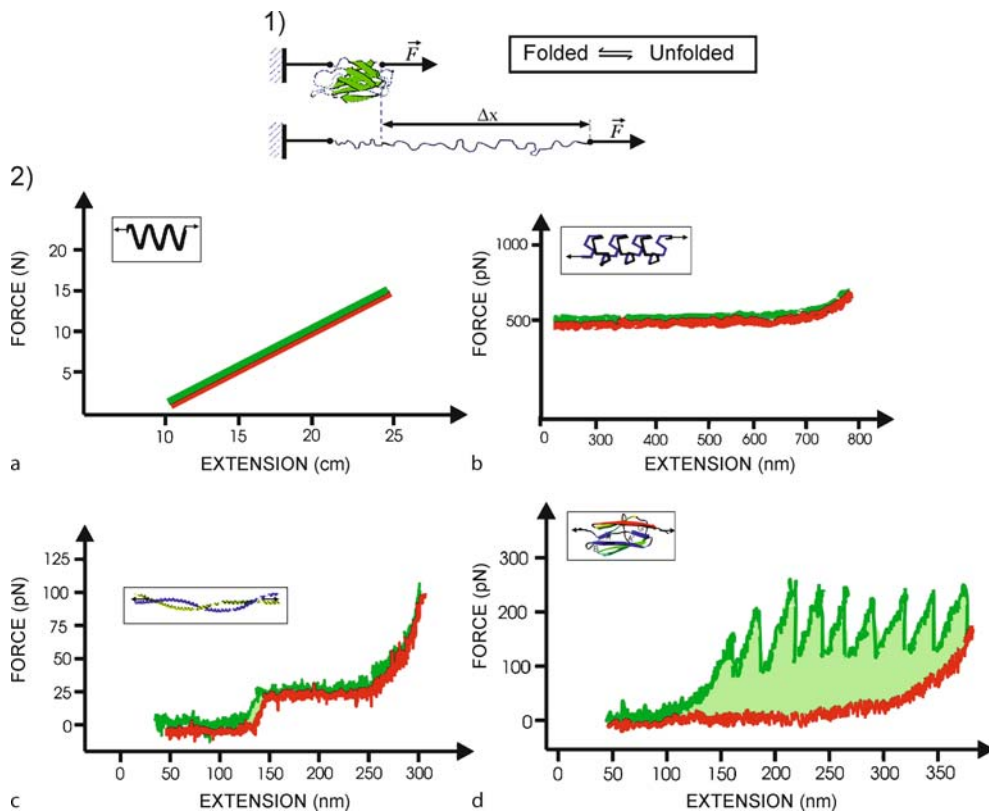 1)
F
Folded ⇌ Unfolded
Δx
F
2)
FORCE (N)
20
15
10
5
10 15 20 25
a EXTENSION (cm)
FORCE (pN)
1000
500
0 300 400 500 600 700 800
b EXTENSION (nm)
FORCE (pN)
125
100
75
50
25
0
0 50 100 150 200 250 300
c EXTENSION (nm)
FORCE (pN)
300
200
100
0
0 50 100 150 200 250 300 350
d EXTENSION (nm)